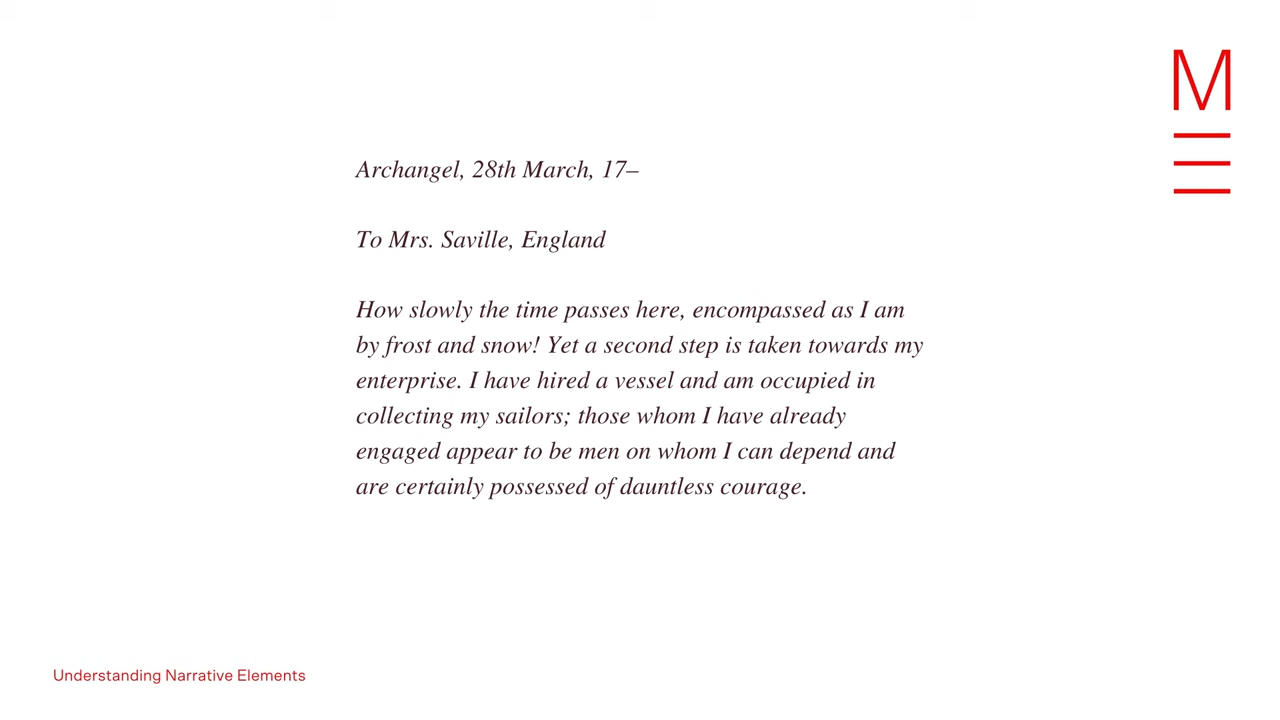 M
Archangel, 28th March, 17–
To Mrs. Saville, England
How slowly the time passes here, encompassed as I am
by frost and snow! Yet a second step is taken towards my
enterprise. I have hired a vessel and am occupied in
collecting my sailors; those whom I have already
engaged appear to be men on whom I can depend and
are certainly possessed of dauntless courage.
Understanding Narrative Elements